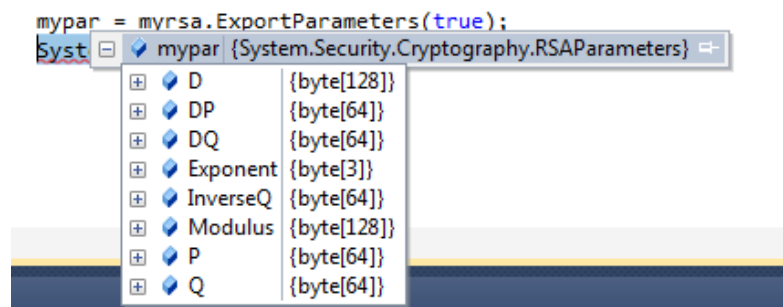 mypar = myrsa.ExportParameters(true);
Syst mypar {System.Security.Cryptography.RSAParameters}
D {byte[128]}
DP {byte[64]}
DQ {byte[64]}
Exponent {byte[3]}
InverseQ {byte[64]}
Modulus {byte[128]}
P {byte[64]}
Q {byte[64]}